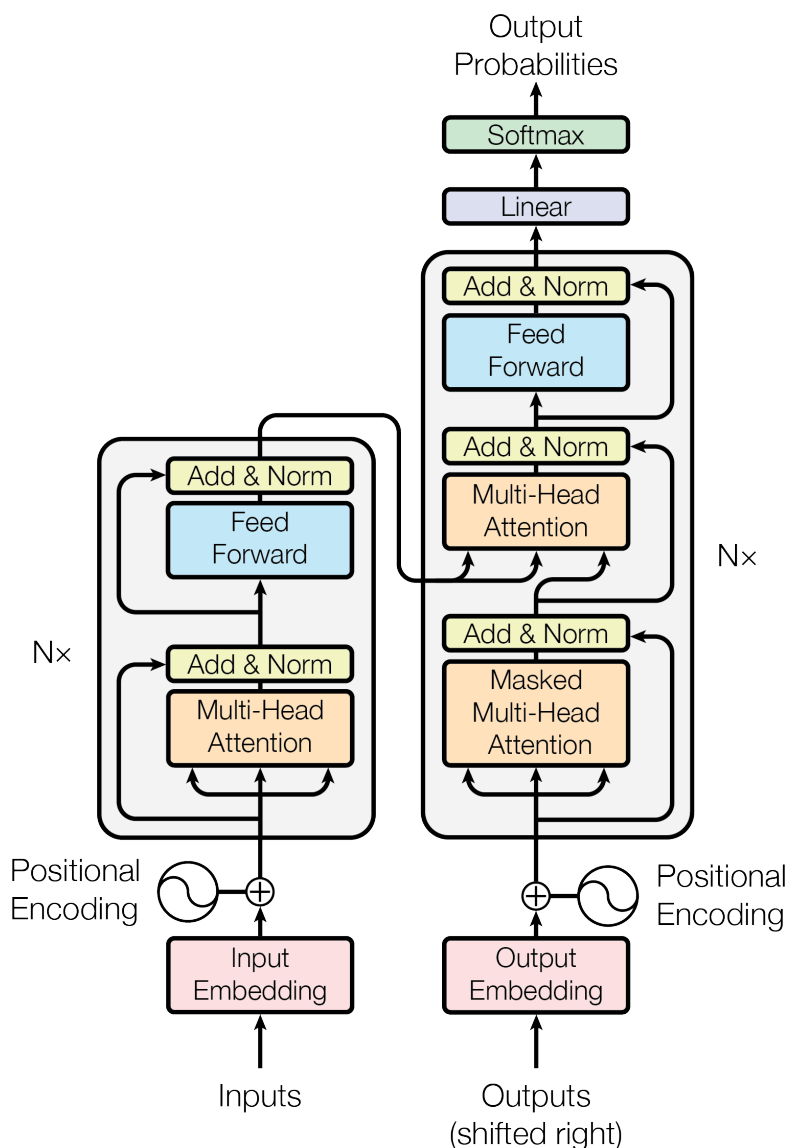 Output
Probabilities
Softmax
Linear
Add & Norm
Feed
Forward
Add & Norm
Multi-Head
Attention
N×
Add & Norm
Masked
Multi-Head
Attention
Add & Norm
Feed
Forward
N×
Add & Norm
Multi-Head
Attention
Positional
Encoding
Positional
Encoding
Input
Embedding
Output
Embedding
Inputs
Outputs
(shifted right)